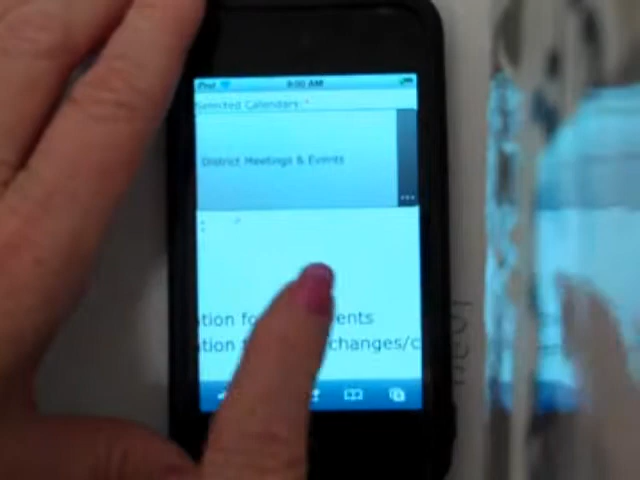 iPod 9:00 AM
Selected Calendars: *
District Meetings & Events
ation fo ents
ation f changes/c